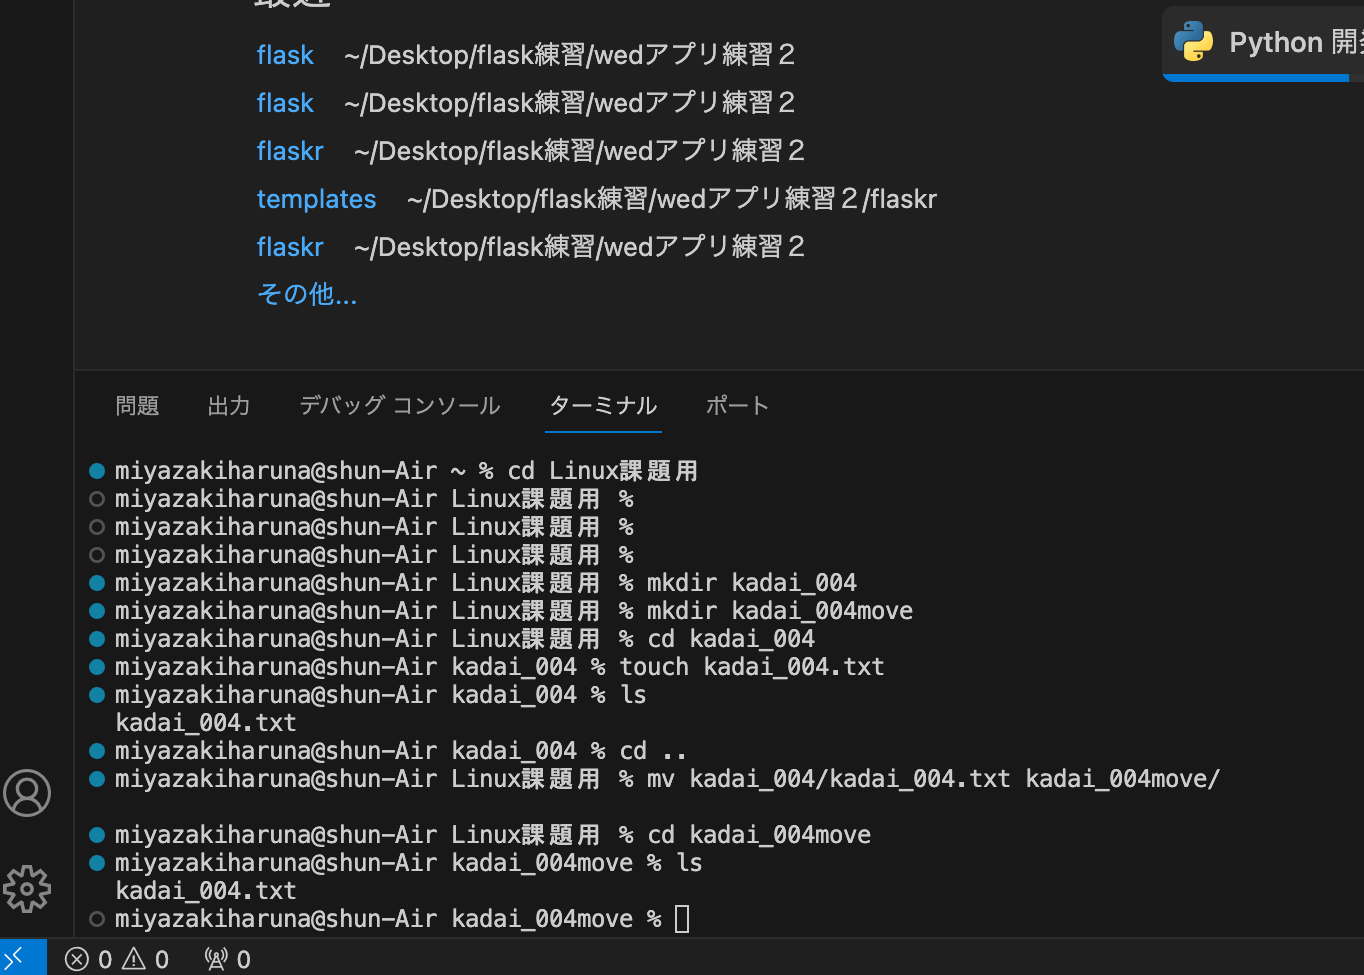 最近
Python 開発
flask ~/Desktop/flask練習/wedアプリ練習２
flask ~/Desktop/flask練習/wedアプリ練習２
flaskr ~/Desktop/flask練習/wedアプリ練習２
templates ~/Desktop/flask練習/wedアプリ練習２/flaskr
flaskr ~/Desktop/flask練習/wedアプリ練習２
その他...
問題 出力 デバッグ コンソール ターミナル ポート
miyazakiharuna@shun-Air ~ % cd Linux課題用
miyazakiharuna@shun-Air Linux課題用 %
miyazakiharuna@shun-Air Linux課題用 %
miyazakiharuna@shun-Air Linux課題用 %
miyazakiharuna@shun-Air Linux課題用 % mkdir kadai_004
miyazakiharuna@shun-Air Linux課題用 % mkdir kadai_004move
miyazakiharuna@shun-Air Linux課題用 % cd kadai_004
miyazakiharuna@shun-Air kadai_004 % touch kadai_004.txt
miyazakiharuna@shun-Air kadai_004 % ls
kadai_004.txt
miyazakiharuna@shun-Air kadai_004 % cd ..
miyazakiharuna@shun-Air Linux課題用 % mv kadai_004/kadai_004.txt kadai_004move/
miyazakiharuna@shun-Air Linux課題用 % cd kadai_004move
miyazakiharuna@shun-Air kadai_004move % ls
kadai_004.txt
miyazakiharuna@shun-Air kadai_004move %
0 0 0